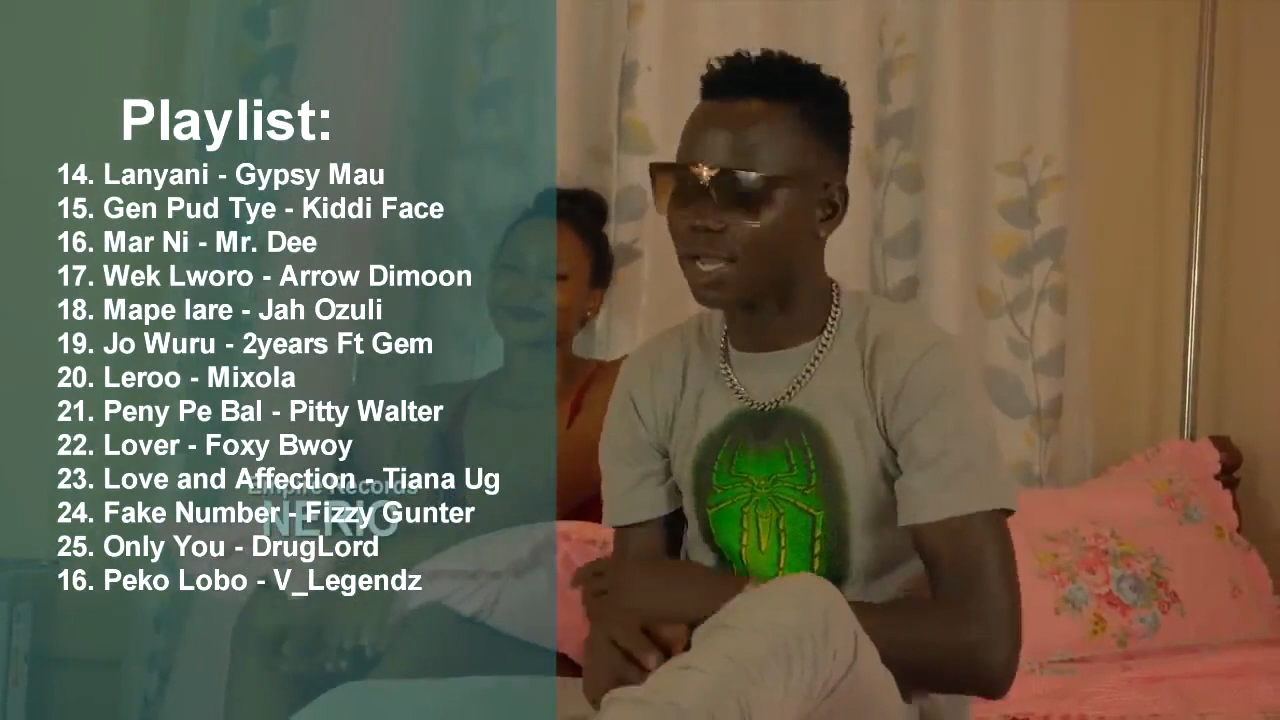 Playlist:
14. Lanyani - Gypsy Mau
15. Gen Pud Tye - Kiddi Face
16. Mar Ni - Mr. Dee
17. Wek Lworo - Arrow Dimoon
18. Mape lare - Jah Ozuli
19. Jo Wuru - 2years Ft Gem
20. Leroo - Mixola
21. Peny Pe Bal - Pitty Walter
22. Lover - Foxy Bwoy
23. Love and Affection - Tiana Ug
Empire Records
24. Fake Number - Fizzy Gunter
NERIO
25. Only You - DrugLord
16. Peko Lobo - V_Legendz